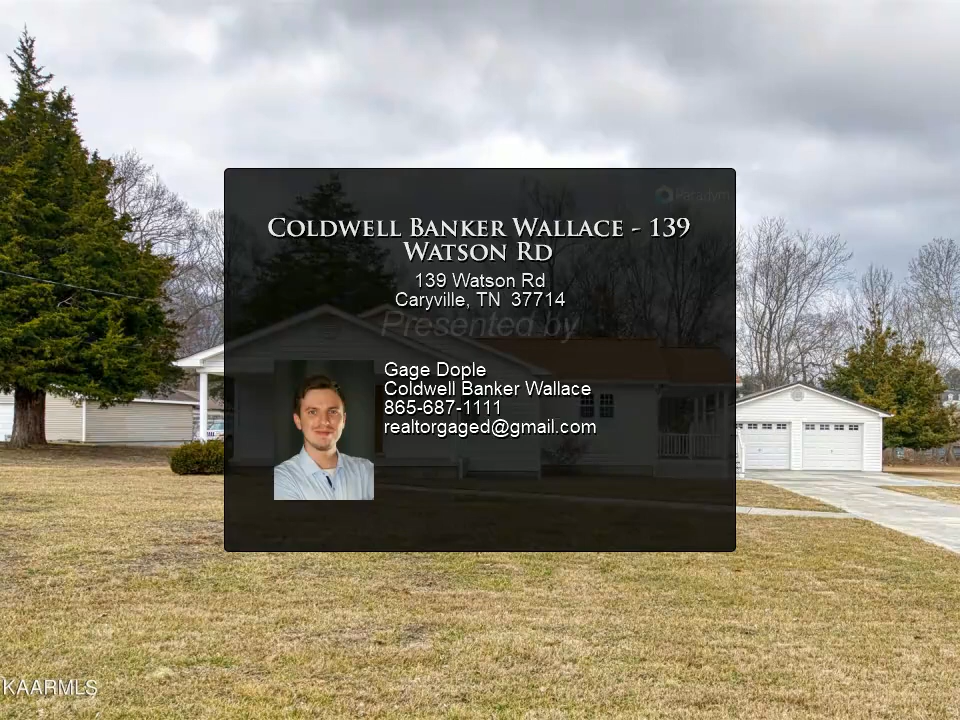 Paradym
Coldwell Banker Wallace - 139
Watson Rd
139 Watson Rd
Caryville, TN 37714
Presented by
Gage Dople
Coldwell Banker Wallace
865-687-1111
realtorgaged@gmail.com
KAARMLS